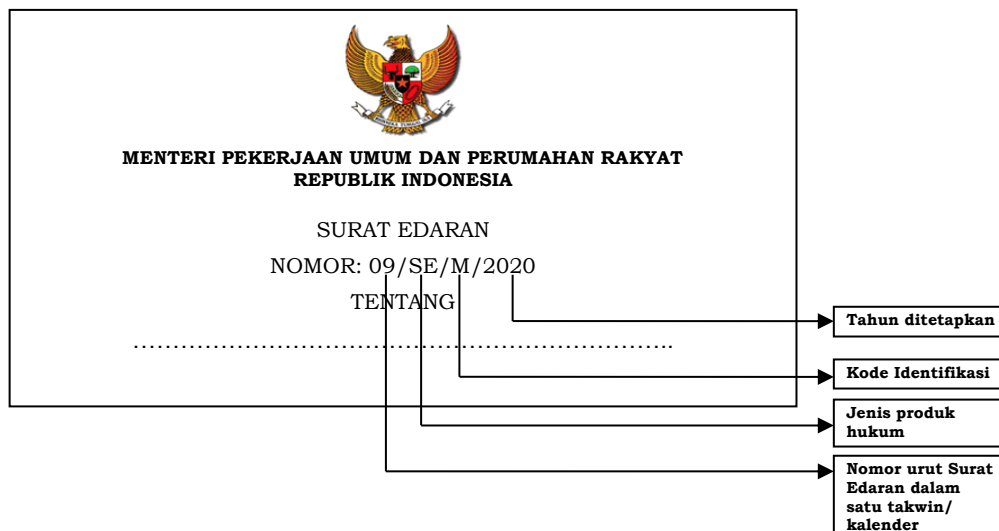 MENTERI PEKERJAAN UMUM DAN PERUMAHAN RAKYAT
REPUBLIK INDONESIA
SURAT EDARAN
NOMOR: 09/SE/M/2020
TENTANG
…………………………………………………………….
Tahun ditetapkan
Kode Identifikasi
Jenis produk
hukum
Nomor urut Surat
Edaran dalam
satu takwin/
kalender